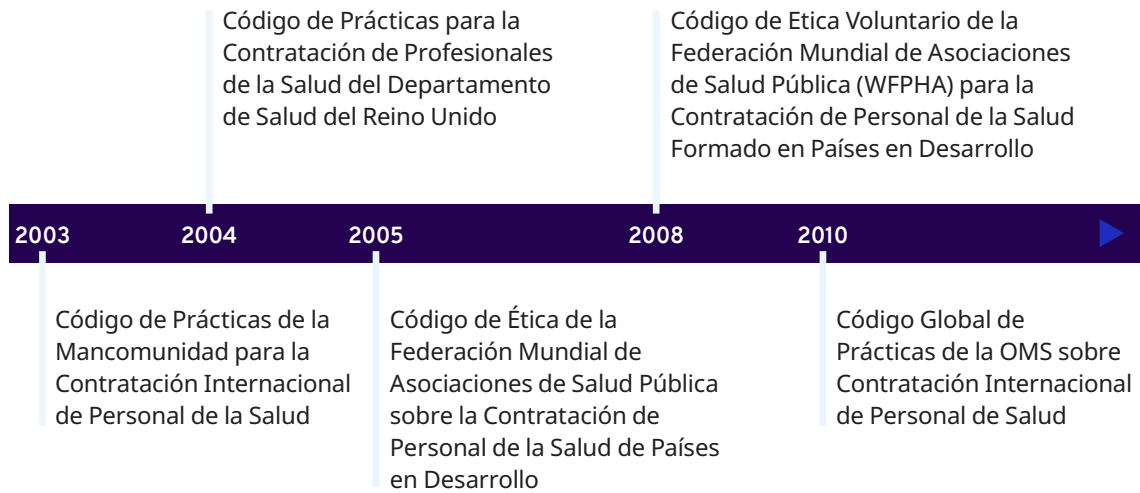 Código de Prácticas para la
Contratación de Profesionales
de la Salud del Departamento
de Salud del Reino Unido
Código de Etica Voluntario de la
Federación Mundial de Asociaciones
de Salud Pública (WFPHA) para la
Contratación de Personal de la Salud
Formado en Países en Desarrollo
2003
2004
2005
2008
2010
Código de Prácticas de la
Mancomunidad para la
Contratación Internacional
de Personal de la Salud
Código de Ética de la
Federación Mundial de
Asociaciones de Salud Pública
sobre la Contratación de
Personal de la Salud de Países
en Desarrollo
Código Global de
Prácticas de la OMS sobre
Contratación Internacional
de Personal de Salud